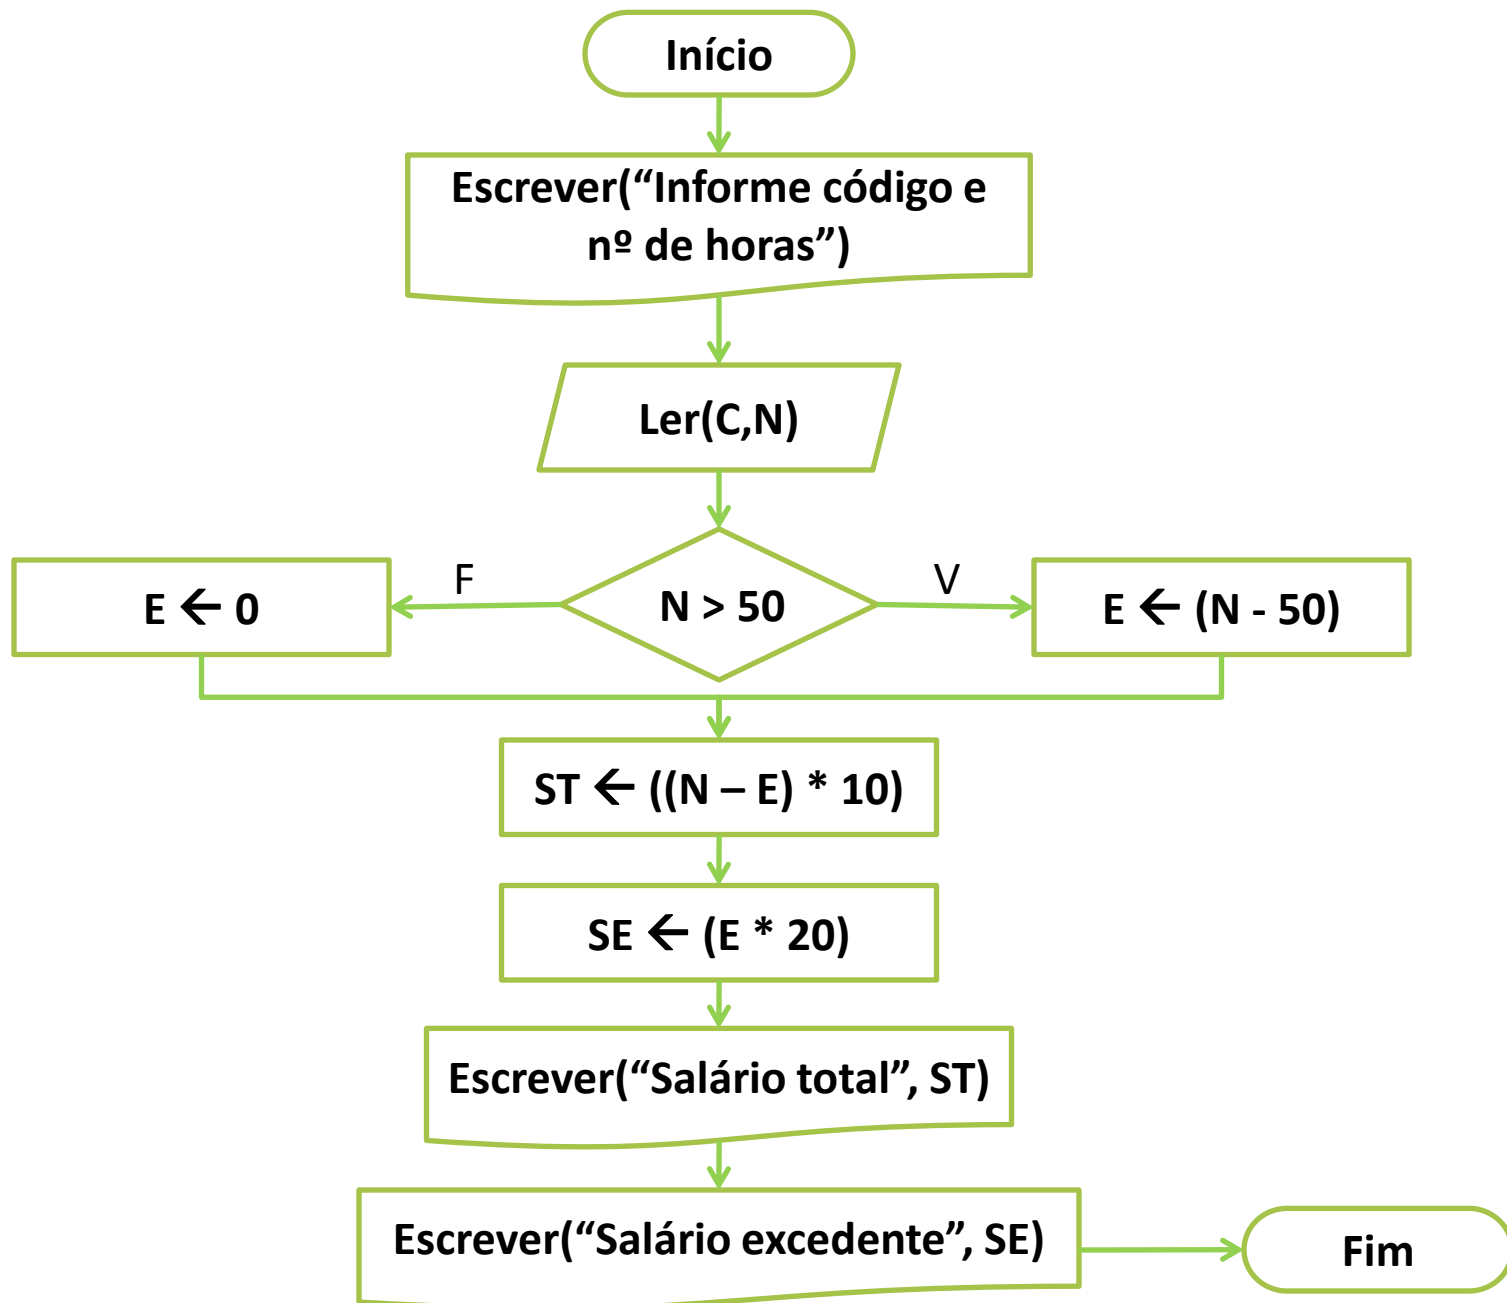 Início
Escrever(“Informe código e
nº de horas”)
Ler(C,N)
F
V
E ← 0
N > 50
E ← (N - 50)
ST ← ((N – E) * 10)
SE ← (E * 20)
Escrever(“Salário total”, ST)
Escrever(“Salário excedente”, SE)
Fim